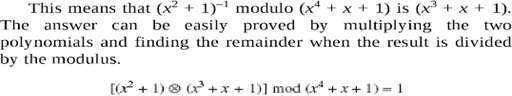 This means that (x² + 1)⁻¹ modulo (x⁴ + x + 1) is (x³ + x + 1).
The answer can be easily proved by multiplying the two
polynomials and finding the remainder when the result is divided
by the modulus.
[(x² + 1) ⊗ (x³ + x + 1)] mod (x⁴ + x + 1) = 1